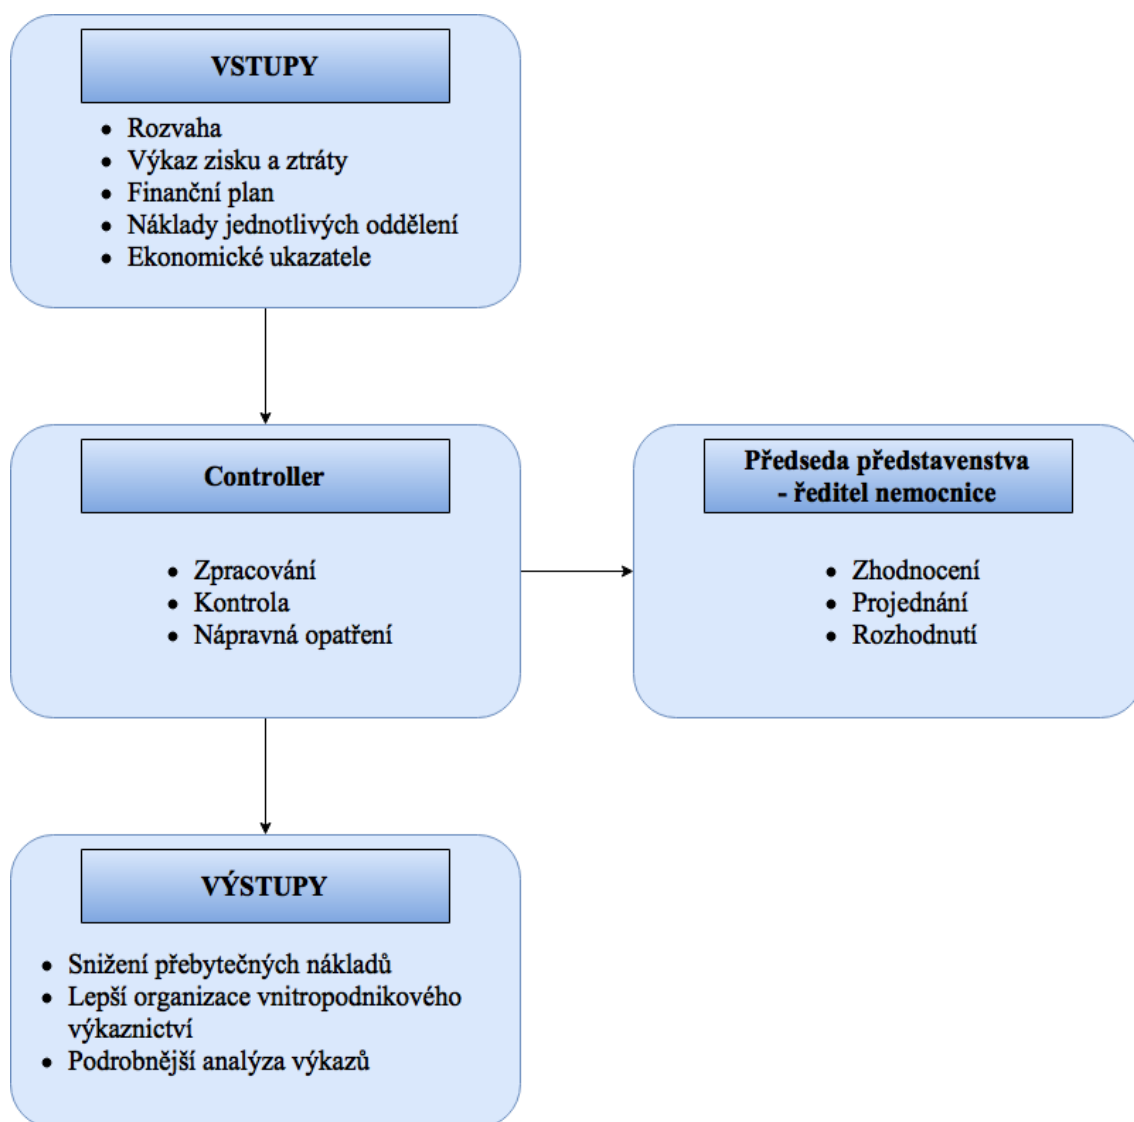 VSTUPY
• Rozvaha
• Výkaz zisku a ztráty
• Finanční plan
• Náklady jednotlivých oddělení
• Ekonomické ukazatele
Controller
• Zpracování
• Kontrola
• Nápravná opatření
Předseda představenstva
- ředitel nemocnice
• Zhodnocení
• Projednání
• Rozhodnutí
VÝSTUPY
• Snižení přebytečných nákladů
• Lepší organizace vnitropodnikového
výkaznictví
• Podrobnější analýza výkazů